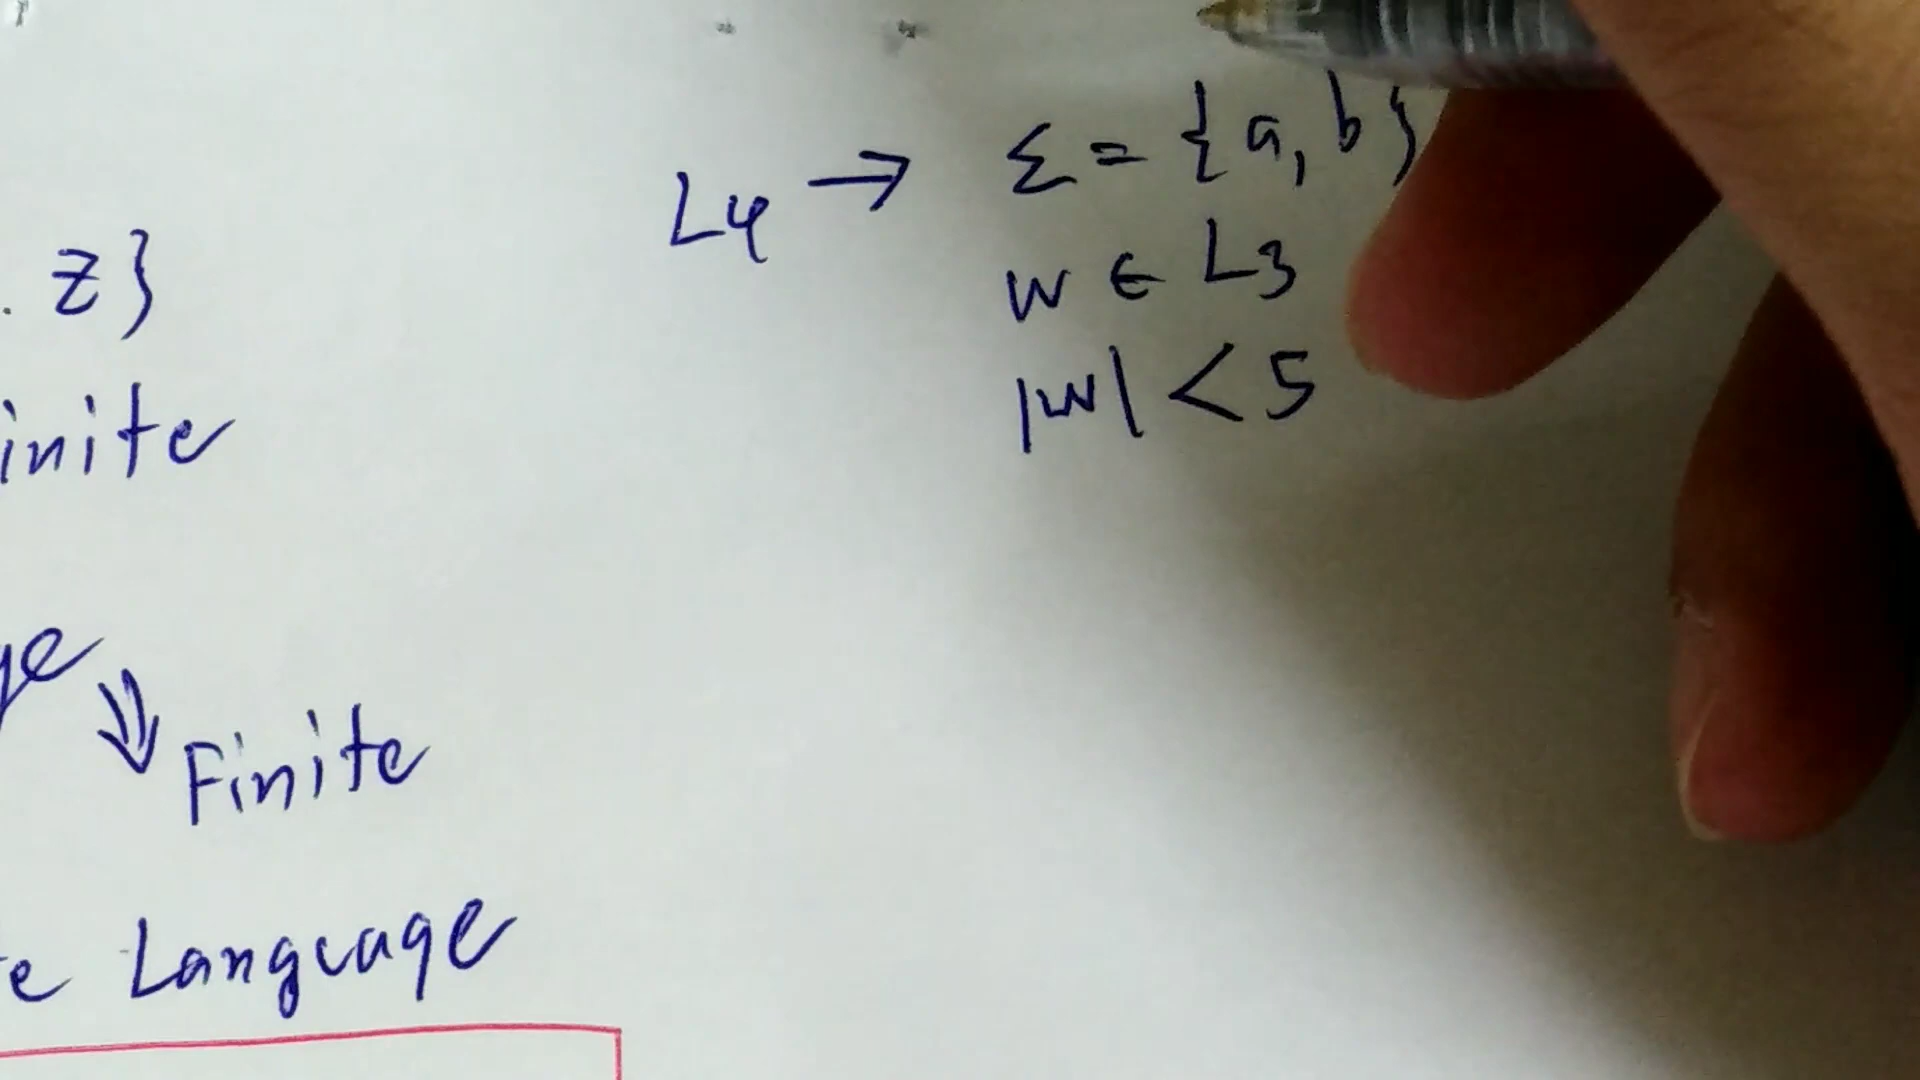 L4 → Σ = {a, b}
w ∈ L3
|w| < 5
. z}
inite
ge
⇓ Finite
e Language